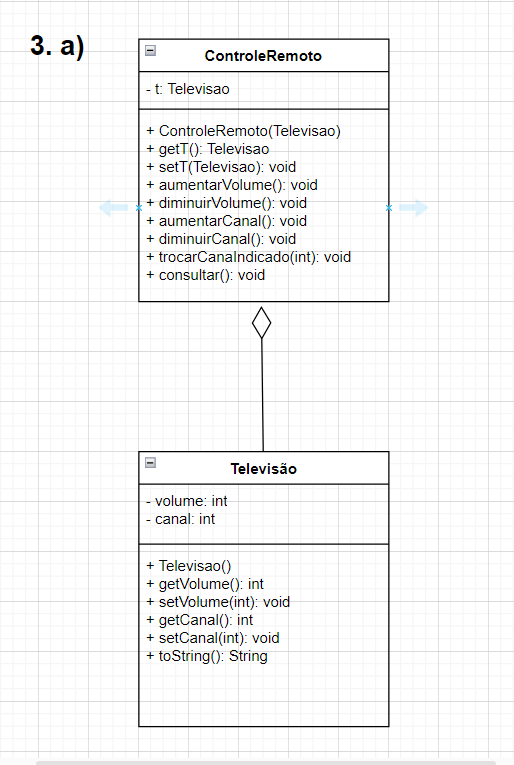 3. a)
ControleRemoto
- t: Televisao
+ ControleRemoto(Televisao)
+ getT(): Televisao
+ setT(Televisao): void
+ aumentarVolume(): void
+ diminuirVolume(): void
+ aumentarCanal(): void
+ diminuirCanal(): void
+ trocarCanaIndicado(int): void
+ consultar(): void
Televisão
- volume: int
- canal: int
+ Televisao()
+ getVolume(): int
+ setVolume(int): void
+ getCanal(): int
+ setCanal(int): void
+ toString(): String